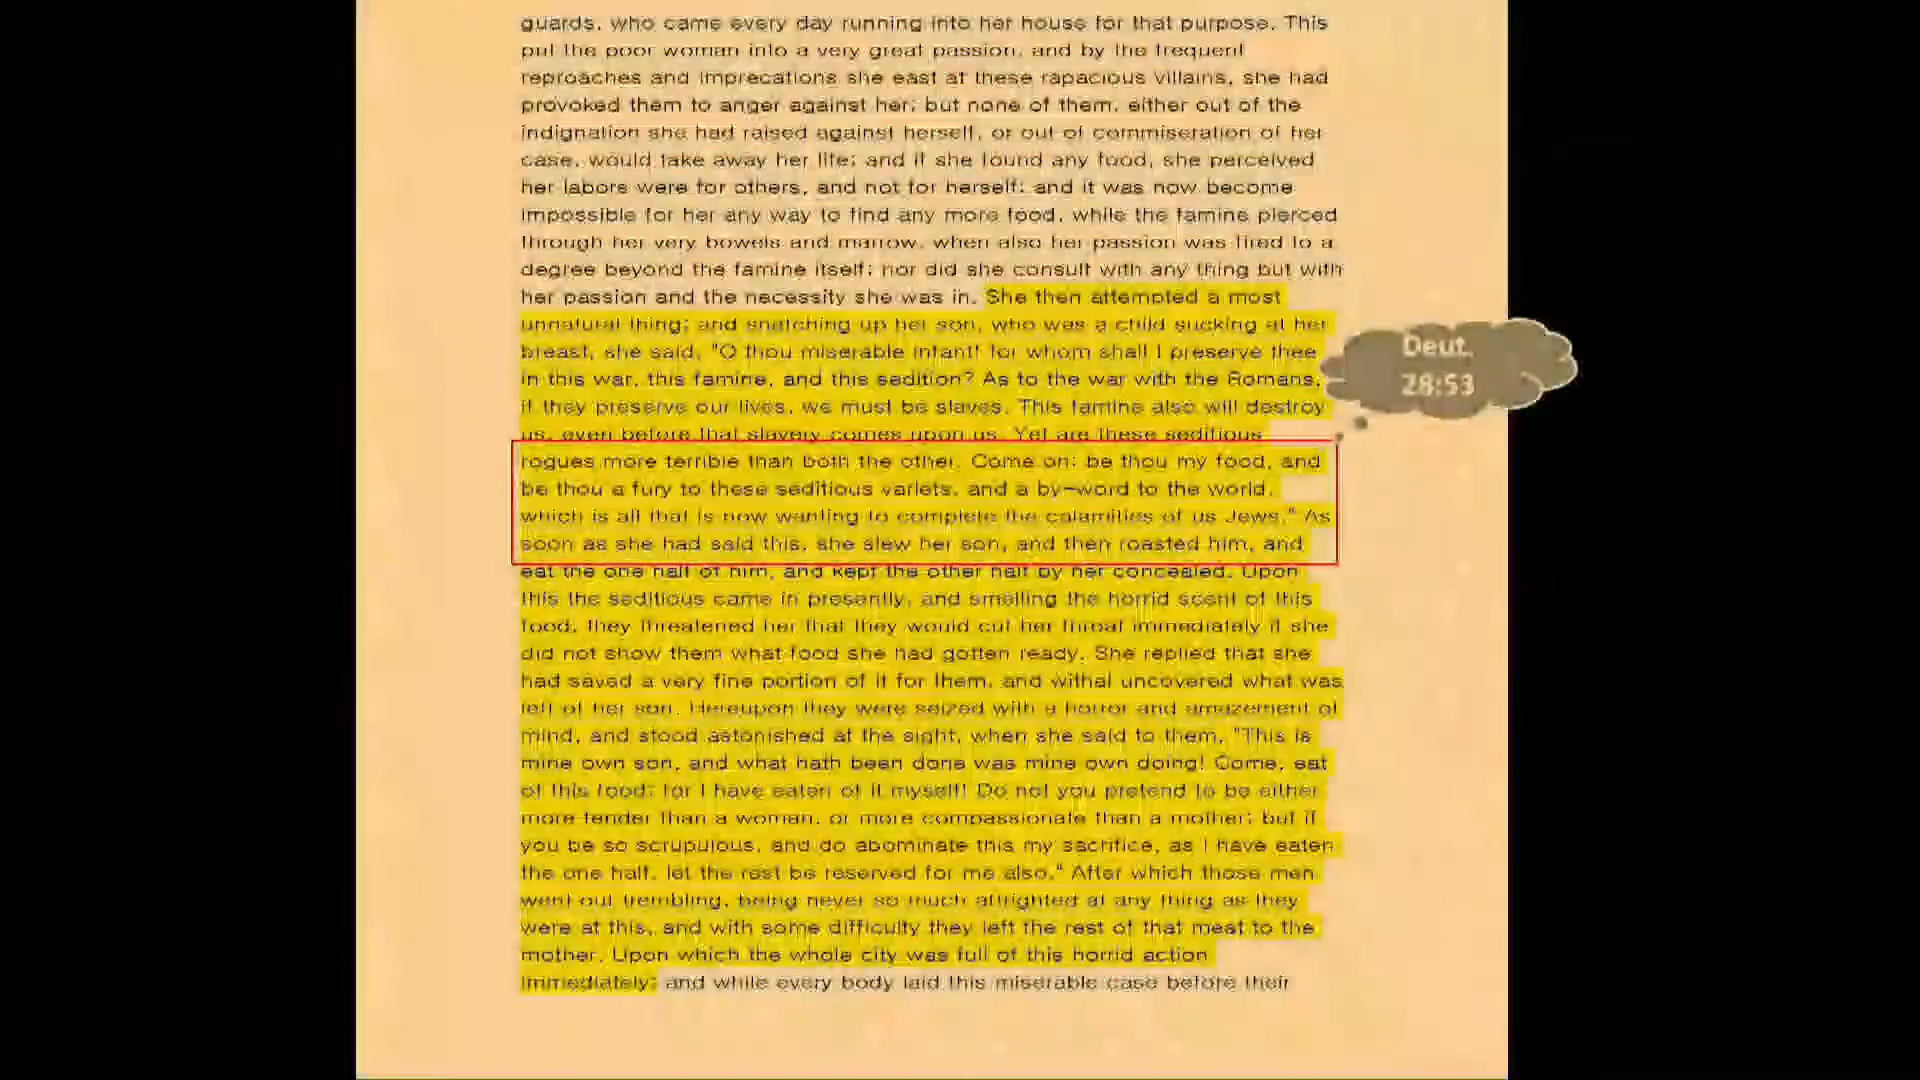 guards, who came every day running into her house for that purpose. This
put the poor woman into a very great passion, and by the frequent
reproaches and imprecations she east at these rapacious villains, she had
provoked them to anger against her; but none of them, either out of the
indignation she had raised against herself, or out of commiseration of her
case, would take away her life; and if she found any food, she perceived
her labors were for others, and not for herself; and it was now become
impossible for her any way to find any more food, while the famine pierced
through her very bowels and marrow, when also her passion was fired to a
degree beyond the famine itself; nor did she consult with any thing but with
her passion and the necessity she was in. She then attempted a most
unnatural thing; and snatching up her son, who was a child sucking at her
breast, she said, "O thou miserable infant! for whom shall I preserve thee
in this war, this famine, and this sedition? As to the war with the Romans,
if they preserve our lives, we must be slaves. This famine also will destroy
us, even before that slavery comes upon us. Yet are these seditious
rogues more terrible than both the other. Come on; be thou my food, and
be thou a fury to these seditious varlets, and a by-word to the world,
which is all that is now wanting to complete the calamities of us Jews." As
soon as she had said this, she slew her son, and then roasted him, and
eat the one half of him, and kept the other half by her concealed. Upon
this the seditious came in presently, and smelling the horrid scent of this
food, they threatened her that they would cut her throat immediately if she
did not show them what food she had gotten ready. She replied that she
had saved a very fine portion of it for them, and withal uncovered what was
left of her son. Hereupon they were seized with a horror and amazement of
mind, and stood astonished at the sight, when she said to them, "This is
mine own son, and what hath been done was mine own doing! Come, eat
of this food; for I have eaten of it myself! Do not you pretend to be either
more tender than a woman, or more compassionate than a mother; but if
you be so scrupulous, and do abominate this my sacrifice, as I have eaten
the one half, let the rest be reserved for me also." After which those men
went out trembling, being never so much affrighted at any thing as they
were at this, and with some difficulty they left the rest of that meat to the
mother. Upon which the whole city was full of this horrid action
immediately; and while every body laid this miserable case before their
Deut.
28:53